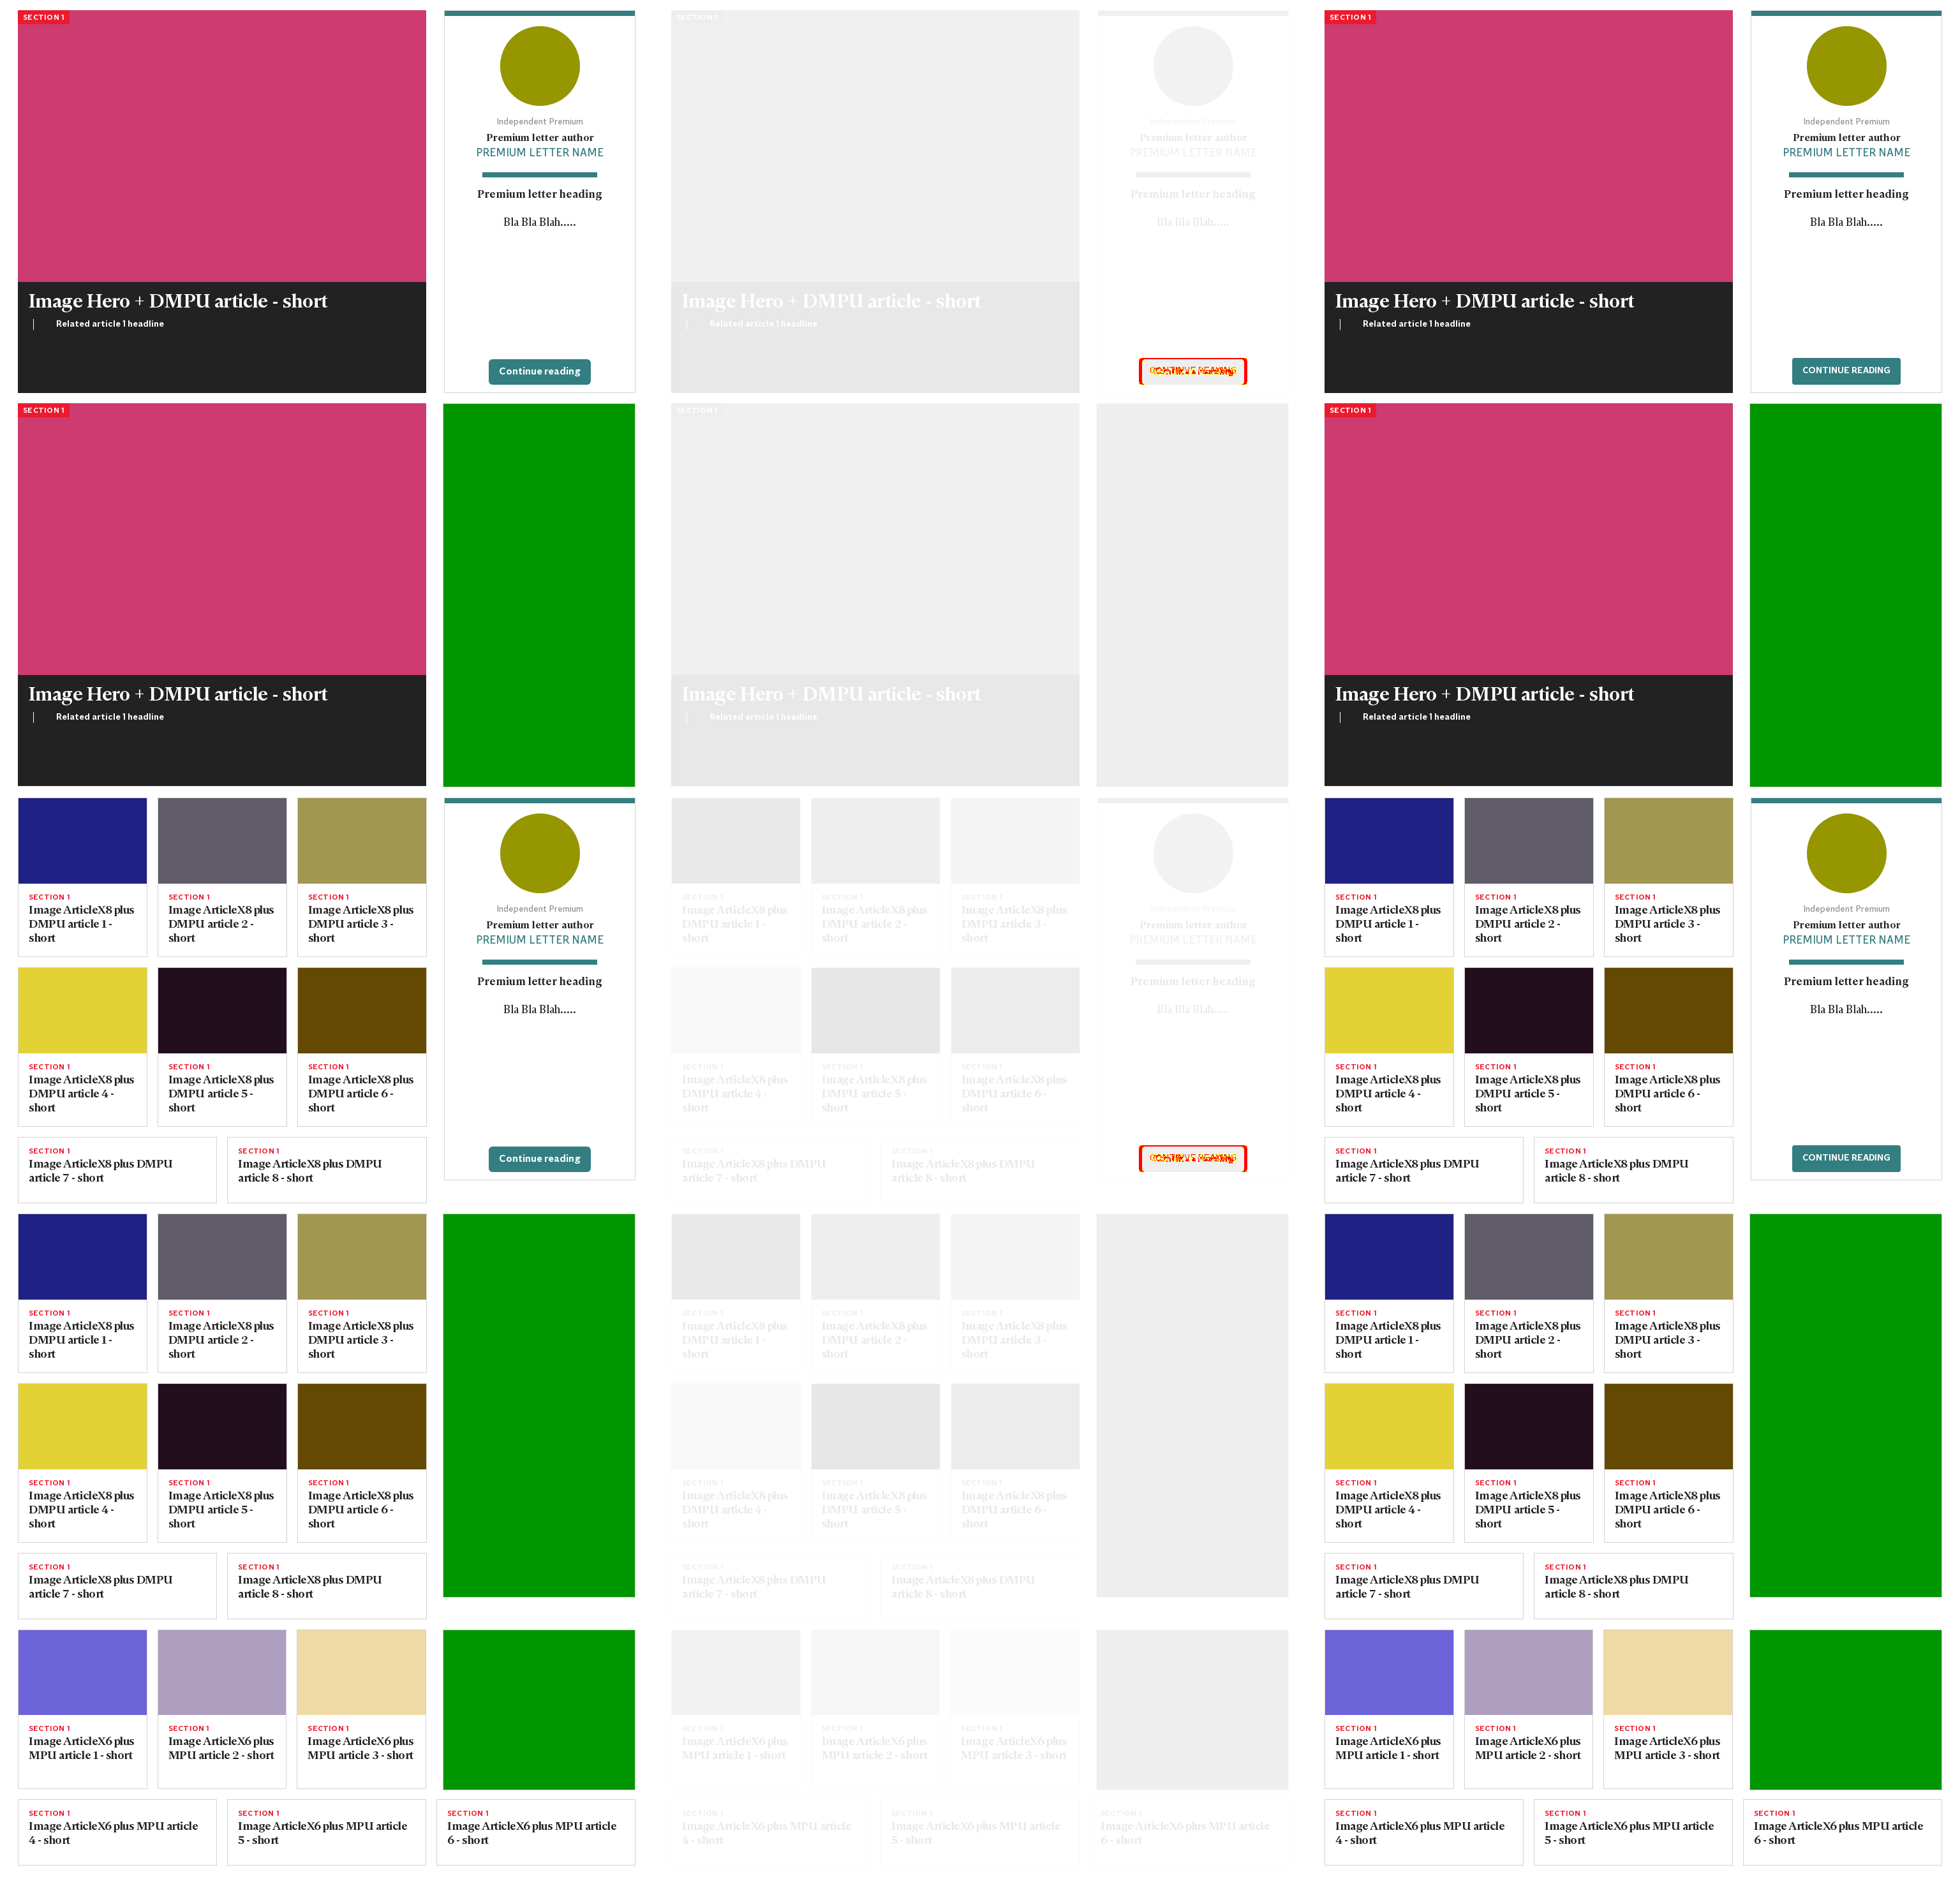 SECTION 1
Image Hero + DMPU article - short
Related article 1 headline
Independent Premium
Premium letter author
PREMIUM LETTER NAME
Premium letter heading
Bla Bla Blah.....
Continue reading
SECTION 1
Image Hero + DMPU article - short
Related article 1 headline
SECTION 1
Image ArticleX8 plus
DMPU article 1 -
short
SECTION 1
Image ArticleX8 plus
DMPU article 2 -
short
SECTION 1
Image ArticleX8 plus
DMPU article 3 -
short
SECTION 1
Image ArticleX8 plus
DMPU article 4 -
short
SECTION 1
Image ArticleX8 plus
DMPU article 5 -
short
SECTION 1
Image ArticleX8 plus
DMPU article 6 -
short
SECTION 1
Image ArticleX8 plus DMPU
article 7 - short
SECTION 1
Image ArticleX8 plus DMPU
article 8 - short
Independent Premium
Premium letter author
PREMIUM LETTER NAME
Premium letter heading
Bla Bla Blah.....
Continue reading
SECTION 1
Image ArticleX8 plus
DMPU article 1 -
short
SECTION 1
Image ArticleX8 plus
DMPU article 2 -
short
SECTION 1
Image ArticleX8 plus
DMPU article 3 -
short
SECTION 1
Image ArticleX8 plus
DMPU article 4 -
short
SECTION 1
Image ArticleX8 plus
DMPU article 5 -
short
SECTION 1
Image ArticleX8 plus
DMPU article 6 -
short
SECTION 1
Image ArticleX8 plus DMPU
article 7 - short
SECTION 1
Image ArticleX8 plus DMPU
article 8 - short
SECTION 1
Image ArticleX6 plus
MPU article 1 - short
SECTION 1
Image ArticleX6 plus
MPU article 2 - short
SECTION 1
Image ArticleX6 plus
MPU article 3 - short
SECTION 1
Image ArticleX6 plus MPU article
4 - short
SECTION 1
Image ArticleX6 plus MPU article
5 - short
SECTION 1
Image ArticleX6 plus MPU article
6 - short
SECTION 1
Image Hero + DMPU article - short
Related article 1 headline
Independent Premium
Premium letter author
PREMIUM LETTER NAME
Premium letter heading
Bla Bla Blah.....
SECTION 1
Image Hero + DMPU article - short
Related article 1 headline
SECTION 1
Image ArticleX8 plus
DMPU article 1 -
short
SECTION 1
Image ArticleX8 plus
DMPU article 2 -
short
SECTION 1
Image ArticleX8 plus
DMPU article 3 -
short
SECTION 1
Image ArticleX8 plus
DMPU article 4 -
short
SECTION 1
Image ArticleX8 plus
DMPU article 5 -
short
SECTION 1
Image ArticleX8 plus
DMPU article 6 -
short
SECTION 1
Image ArticleX8 plus DMPU
article 7 - short
SECTION 1
Image ArticleX8 plus DMPU
article 8 - short
Independent Premium
Premium letter author
PREMIUM LETTER NAME
Premium letter heading
Bla Bla Blah.....
SECTION 1
Image ArticleX8 plus
DMPU article 1 -
short
SECTION 1
Image ArticleX8 plus
DMPU article 2 -
short
SECTION 1
Image ArticleX8 plus
DMPU article 3 -
short
SECTION 1
Image ArticleX8 plus
DMPU article 4 -
short
SECTION 1
Image ArticleX8 plus
DMPU article 5 -
short
SECTION 1
Image ArticleX8 plus
DMPU article 6 -
short
SECTION 1
Image ArticleX8 plus DMPU
article 7 - short
SECTION 1
Image ArticleX8 plus DMPU
article 8 - short
SECTION 1
Image ArticleX6 plus
MPU article 1 - short
SECTION 1
Image ArticleX6 plus
MPU article 2 - short
SECTION 1
Image ArticleX6 plus
MPU article 3 - short
SECTION 1
Image ArticleX6 plus MPU article
4 - short
SECTION 1
Image ArticleX6 plus MPU article
5 - short
SECTION 1
Image ArticleX6 plus MPU article
6 - short
SECTION 1
Image Hero + DMPU article - short
Related article 1 headline
Independent Premium
Premium letter author
PREMIUM LETTER NAME
Premium letter heading
Bla Bla Blah.....
CONTINUE READING
SECTION 1
Image Hero + DMPU article - short
Related article 1 headline
SECTION 1
Image ArticleX8 plus
DMPU article 1 -
short
SECTION 1
Image ArticleX8 plus
DMPU article 2 -
short
SECTION 1
Image ArticleX8 plus
DMPU article 3 -
short
SECTION 1
Image ArticleX8 plus
DMPU article 4 -
short
SECTION 1
Image ArticleX8 plus
DMPU article 5 -
short
SECTION 1
Image ArticleX8 plus
DMPU article 6 -
short
SECTION 1
Image ArticleX8 plus DMPU
article 7 - short
SECTION 1
Image ArticleX8 plus DMPU
article 8 - short
Independent Premium
Premium letter author
PREMIUM LETTER NAME
Premium letter heading
Bla Bla Blah.....
CONTINUE READING
SECTION 1
Image ArticleX8 plus
DMPU article 1 -
short
SECTION 1
Image ArticleX8 plus
DMPU article 2 -
short
SECTION 1
Image ArticleX8 plus
DMPU article 3 -
short
SECTION 1
Image ArticleX8 plus
DMPU article 4 -
short
SECTION 1
Image ArticleX8 plus
DMPU article 5 -
short
SECTION 1
Image ArticleX8 plus
DMPU article 6 -
short
SECTION 1
Image ArticleX8 plus DMPU
article 7 - short
SECTION 1
Image ArticleX8 plus DMPU
article 8 - short
SECTION 1
Image ArticleX6 plus
MPU article 1 - short
SECTION 1
Image ArticleX6 plus
MPU article 2 - short
SECTION 1
Image ArticleX6 plus
MPU article 3 - short
SECTION 1
Image ArticleX6 plus MPU article
4 - short
SECTION 1
Image ArticleX6 plus MPU article
5 - short
SECTION 1
Image ArticleX6 plus MPU article
6 - short